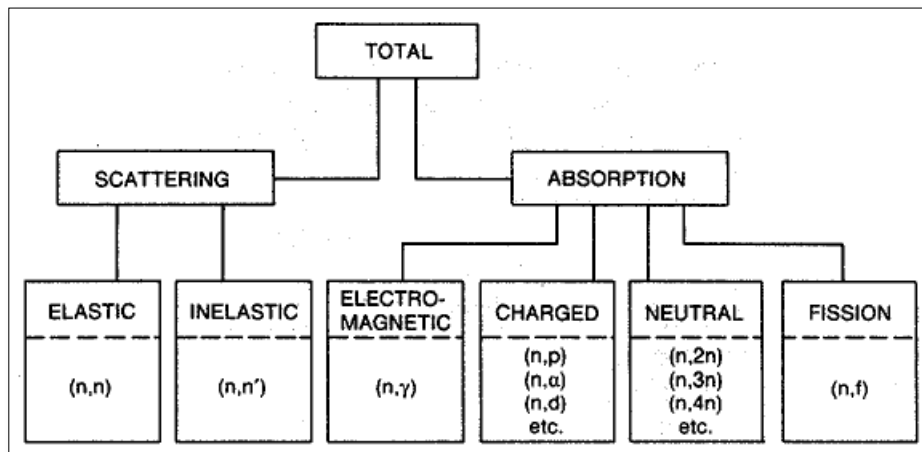 TOTAL
SCATTERING
ABSORPTION
ELASTIC
(n,n)
INELASTIC
(n,n′)
ELECTRO-
MAGNETIC
(n,γ)
CHARGED
(n,p)
(n,α)
(n,d)
etc.
NEUTRAL
(n,2n)
(n,3n)
(n,4n)
etc.
FISSION
(n,f)